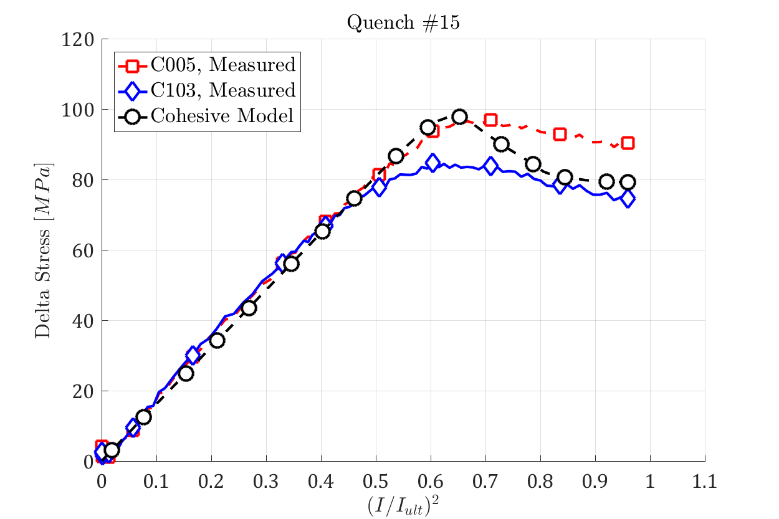 Quench #15
C005, Measured
C103, Measured
Cohesive Model
Delta Stress [MPa]
120
100
80
60
40
20
0
0 0.1 0.2 0.3 0.4 0.5 0.6 0.7 0.8 0.9 1 1.1
(I/I_ult)²